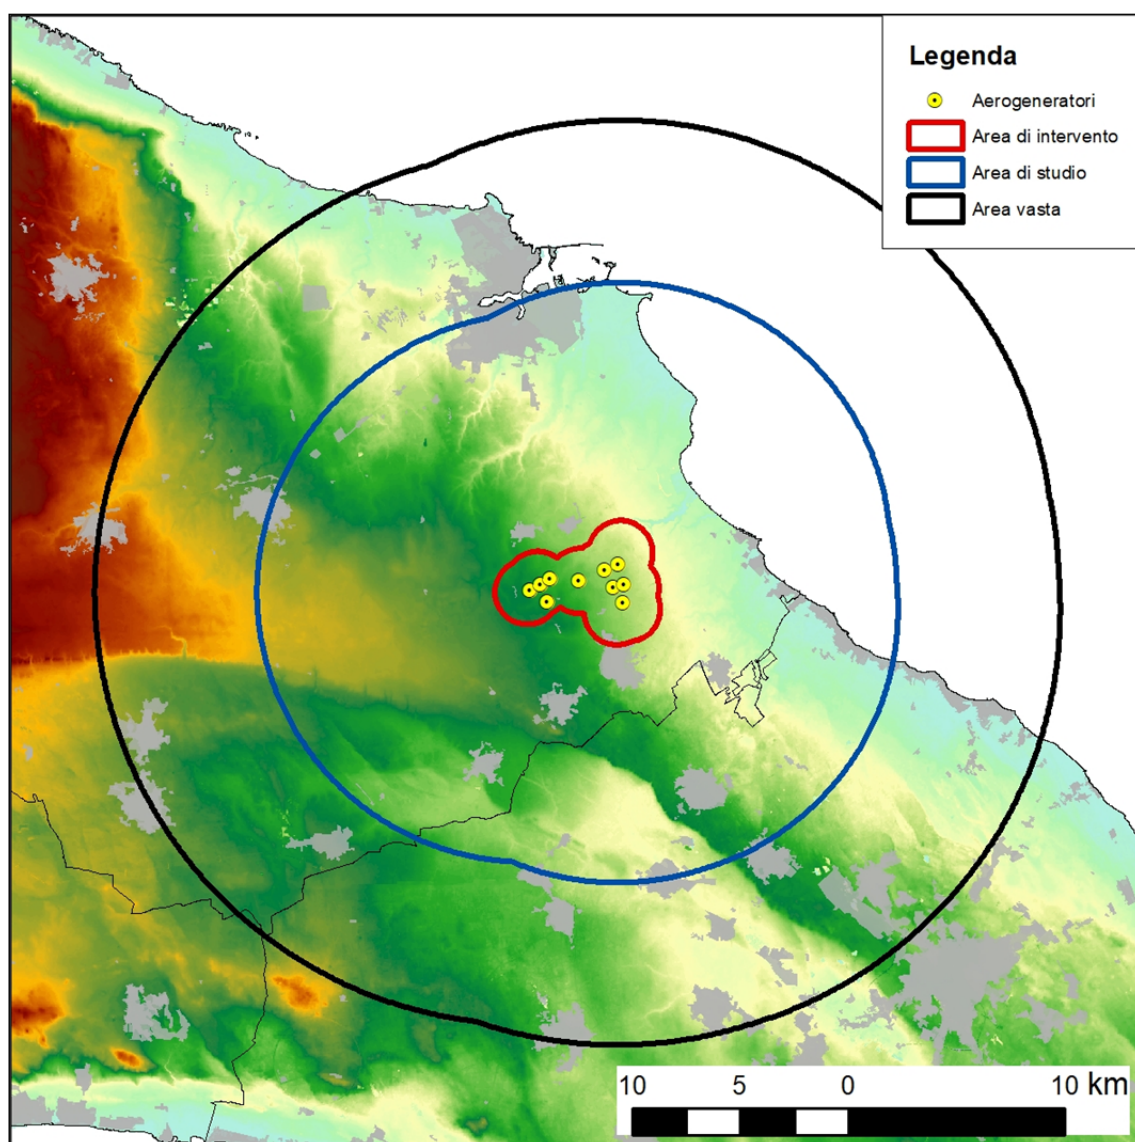 Legenda
Aerogeneratori
Area di intervento
Area di studio
Area vasta
10 5 0 10 km